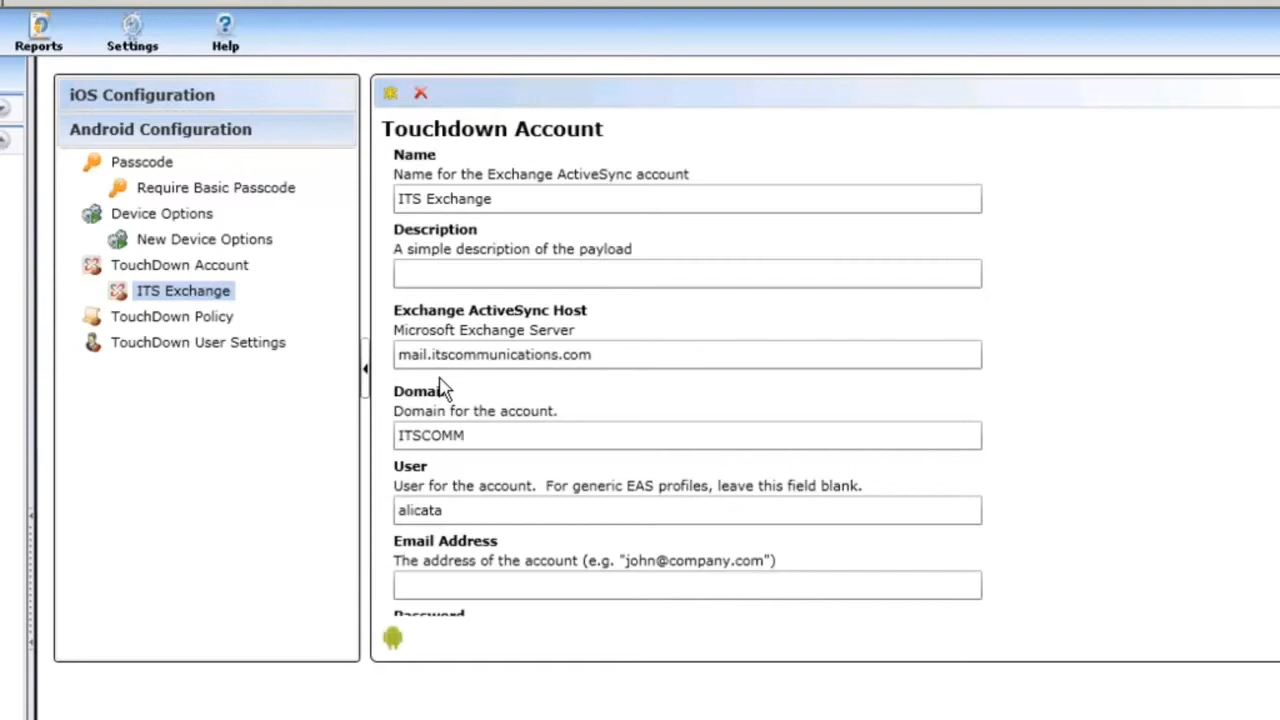 Reports Settings Help
iOS Configuration
Android Configuration
Passcode
Require Basic Passcode
Device Options
New Device Options
TouchDown Account
ITS Exchange
TouchDown Policy
TouchDown User Settings
Touchdown Account
Name
Name for the Exchange ActiveSync account
ITS Exchange
Description
A simple description of the payload
Exchange ActiveSync Host
Microsoft Exchange Server
mail.itscommunications.com
Domain
Domain for the account.
ITSCOMM
User
User for the account.  For generic EAS profiles, leave this field blank.
alicata
Email Address
The address of the account (e.g. "john@company.com")
Password